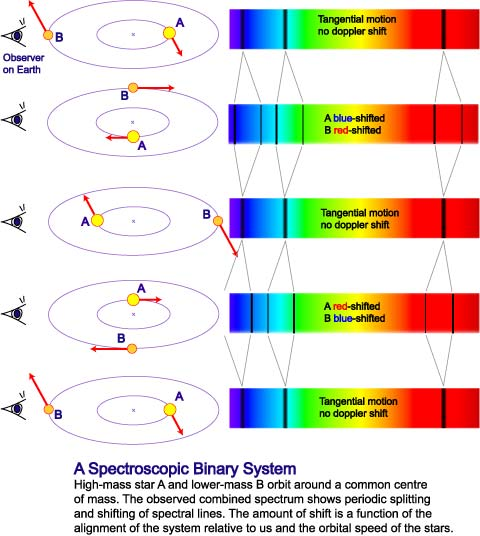 A
B
Observer
on Earth
Tangential motion
no doppler shift
B
A
A blue-shifted
B red-shifted
A
B
Tangential motion
no doppler shift
A
B
A red-shifted
B blue-shifted
A
B
Tangential motion
no doppler shift
A Spectroscopic Binary System
High-mass star A and lower-mass B orbit around a common centre
of mass. The observed combined spectrum shows periodic splitting
and shifting of spectral lines. The amount of shift is a function of the
alignment of the system relative to us and the orbital speed of the stars.